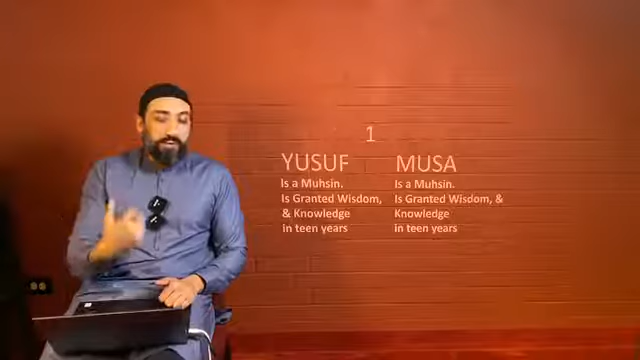 1
YUSUF
Is a Muhsin.
Is Granted Wisdom,
& Knowledge
in teen years
MUSA
Is a Muhsin.
Is Granted Wisdom, &
Knowledge
in teen years